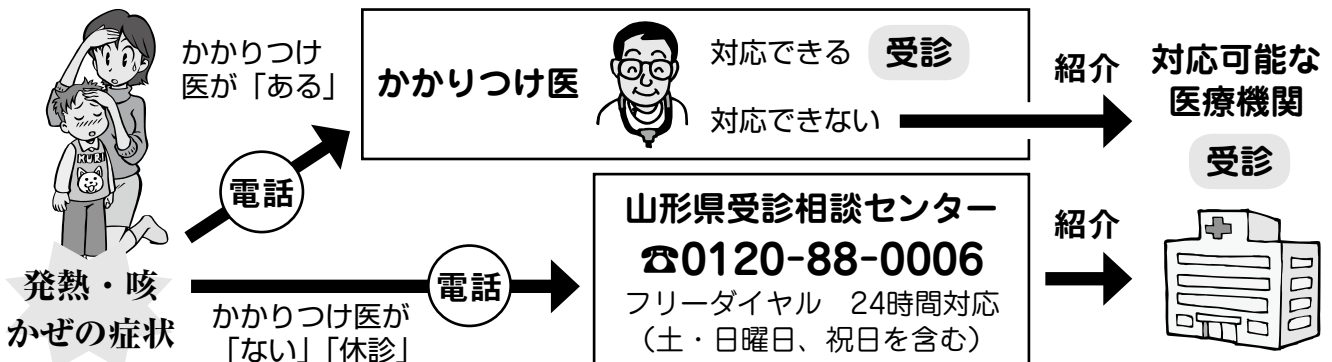 かかりつけ
医が「ある」
かかりつけ医
対応できる 受診
対応できない
紹介
対応可能な
医療機関
受診
電話
KURI
発熱・咳
かぜの症状
電話
かかりつけ医が
「ない」「休診」
山形県受診相談センター
☎0120-88-0006
フリーダイヤル 24時間対応
（土・日曜日、祝日を含む）
紹介